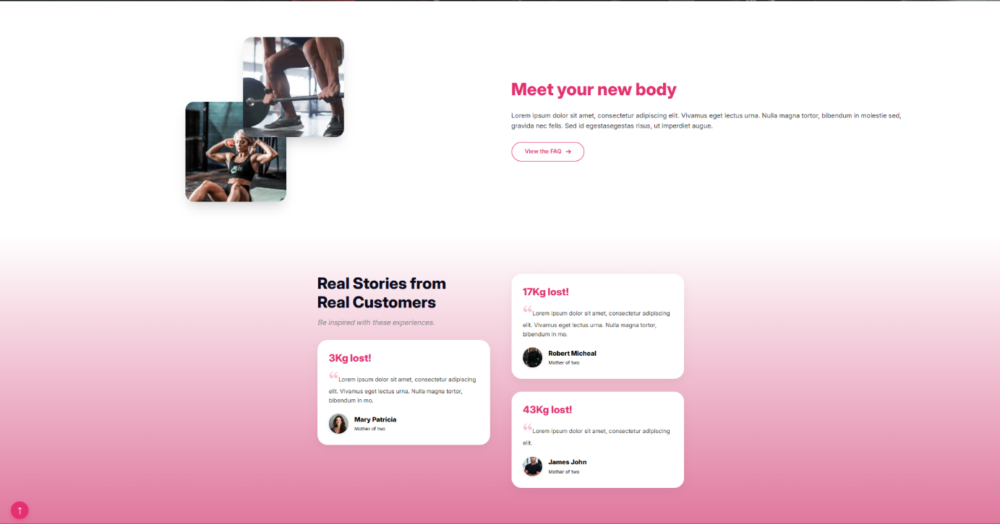 Meet your new body
Lorem ipsum dolor sit amet, consectetur adipiscing elit. Vivamus eget lectus urna. Nulla magna tortor, bibendum in molestie sed,
gravida nec felis. Sed id egestasegestas risus, ut imperdiet augue.
View the FAQ →
Real Stories from
Real Customers
Be inspired with these experiences.
3Kg lost!
“Lorem ipsum dolor sit amet, consectetur adipiscing
elit. Vivamus eget lectus urna. Nulla magna tortor,
bibendum in mo.
Mary Patricia
Mother of two
17Kg lost!
“Lorem ipsum dolor sit amet, consectetur adipiscing
elit. Vivamus eget lectus urna. Nulla magna tortor,
bibendum in mo.
Robert Micheal
Mother of two
43Kg lost!
“Lorem ipsum dolor sit amet, consectetur adipiscing
elit.
James John
Mother of two